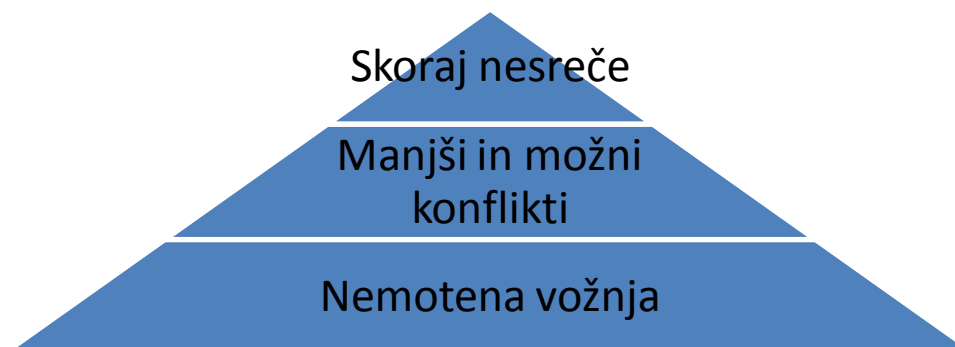 Skoraj nesreče
Manjši in možni
konflikti
Nemotena vožnja